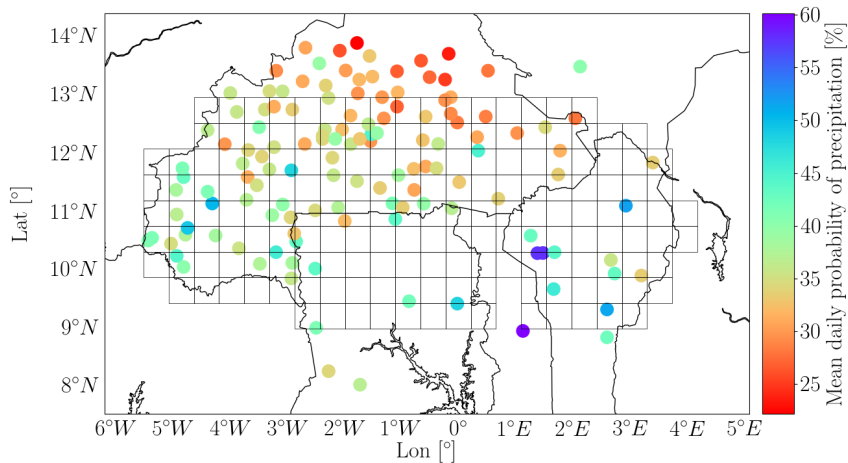 14°N
13°N
12°N
11°N
10°N
9°N
8°N
Lat [°]
6°W 5°W 4°W 3°W 2°W 1°W 0° 1°E 2°E 3°E 4°E 5°E
Lon [°]
60
55
50
45
40
35
30
25
Mean daily probability of precipitation [%]